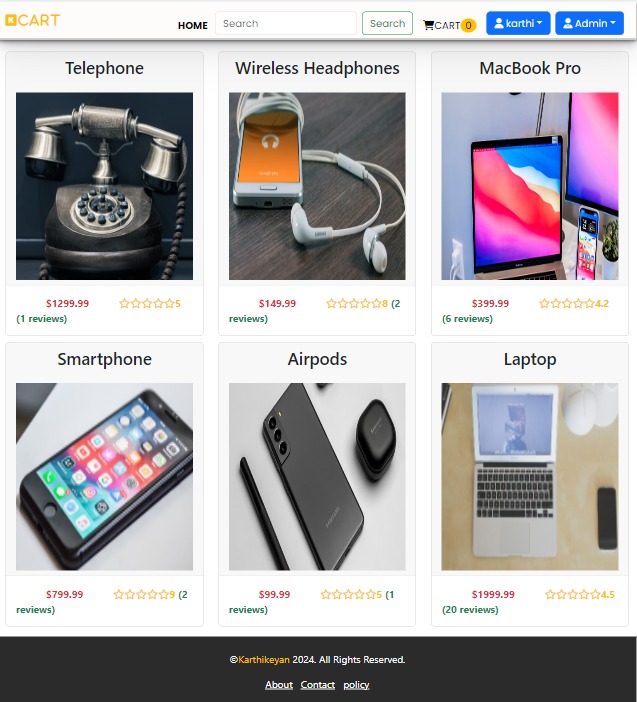 CART HOME Search Search CART 0 karthi Admin
Telephone Wireless Headphones MacBook Pro
$1299.99 5
(1 reviews)
$149.99 8 (2
reviews)
$399.99 4.2
(6 reviews)
Smartphone Airpods Laptop
$799.99 9 (2
reviews)
$99.99 5 (1
reviews)
$1999.99 4.5
(20 reviews)
©Karthikeyan 2024. All Rights Reserved.
About Contact policy